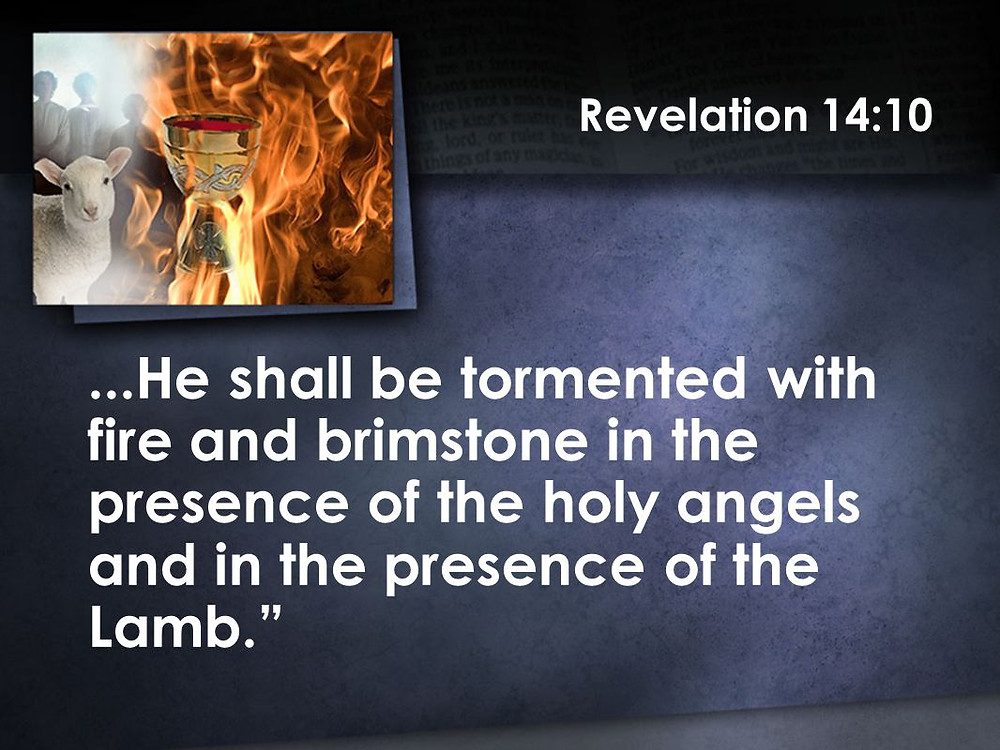 Revelation 14:10
...He shall be tormented with
fire and brimstone in the
presence of the holy angels
and in the presence of the
Lamb.”